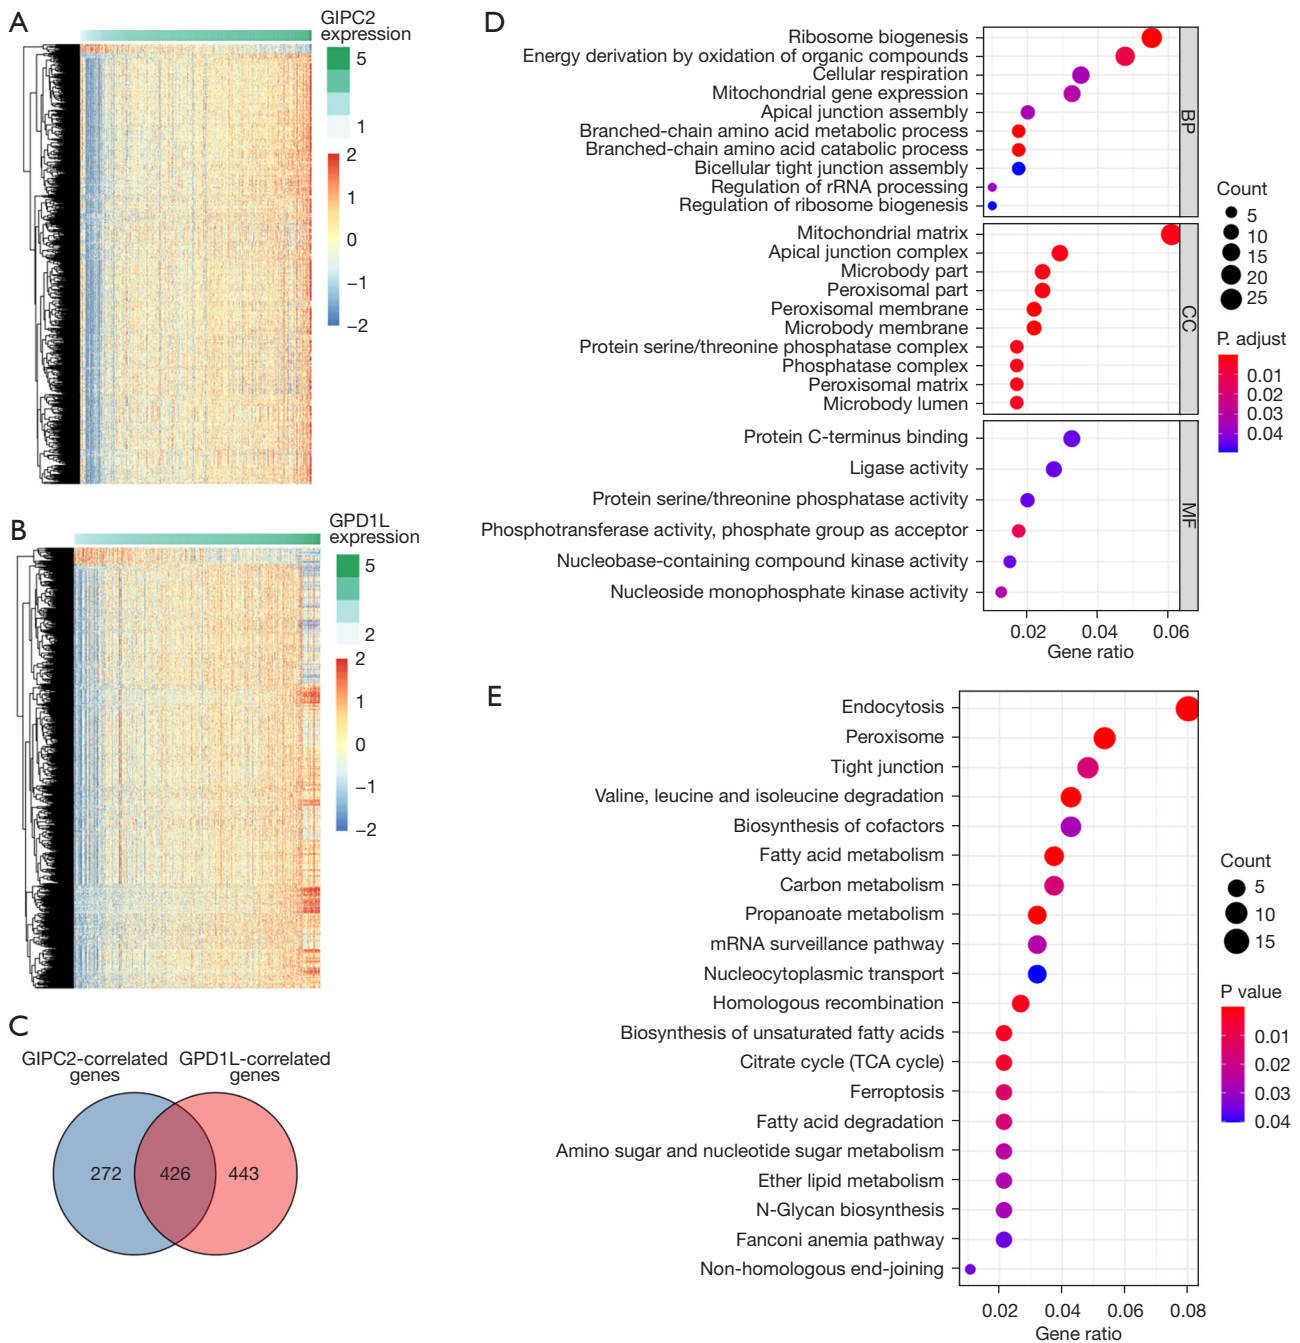 A
GIPC2
expression
5
1
2
1
0
−1
−2
B
GPD1L
expression
5
2
2
1
0
−1
−2
C
GIPC2-correlated
genes
GPD1L-correlated
genes
272
426
443
D
Ribosome biogenesis
Energy derivation by oxidation of organic compounds
Cellular respiration
Mitochondrial gene expression
Apical junction assembly
Branched-chain amino acid metabolic process
Branched-chain amino acid catabolic process
Bicellular tight junction assembly
Regulation of rRNA processing
Regulation of ribosome biogenesis
BP
Mitochondrial matrix
Apical junction complex
Microbody part
Peroxisomal part
Peroxisomal membrane
Microbody membrane
Protein serine/threonine phosphatase complex
Phosphatase complex
Peroxisomal matrix
Microbody lumen
CC
Protein C-terminus binding
Ligase activity
Protein serine/threonine phosphatase activity
Phosphotransferase activity, phosphate group as acceptor
Nucleobase-containing compound kinase activity
Nucleoside monophosphate kinase activity
MF
0.02 0.04 0.06
Gene ratio
Count
5
10
15
20
25
P. adjust
0.01
0.02
0.03
0.04
E
Endocytosis
Peroxisome
Tight junction
Valine, leucine and isoleucine degradation
Biosynthesis of cofactors
Fatty acid metabolism
Carbon metabolism
Propanoate metabolism
mRNA surveillance pathway
Nucleocytoplasmic transport
Homologous recombination
Biosynthesis of unsaturated fatty acids
Citrate cycle (TCA cycle)
Ferroptosis
Fatty acid degradation
Amino sugar and nucleotide sugar metabolism
Ether lipid metabolism
N-Glycan biosynthesis
Fanconi anemia pathway
Non-homologous end-joining
0.02 0.04 0.06 0.08
Gene ratio
Count
5
10
15
P value
0.01
0.02
0.03
0.04